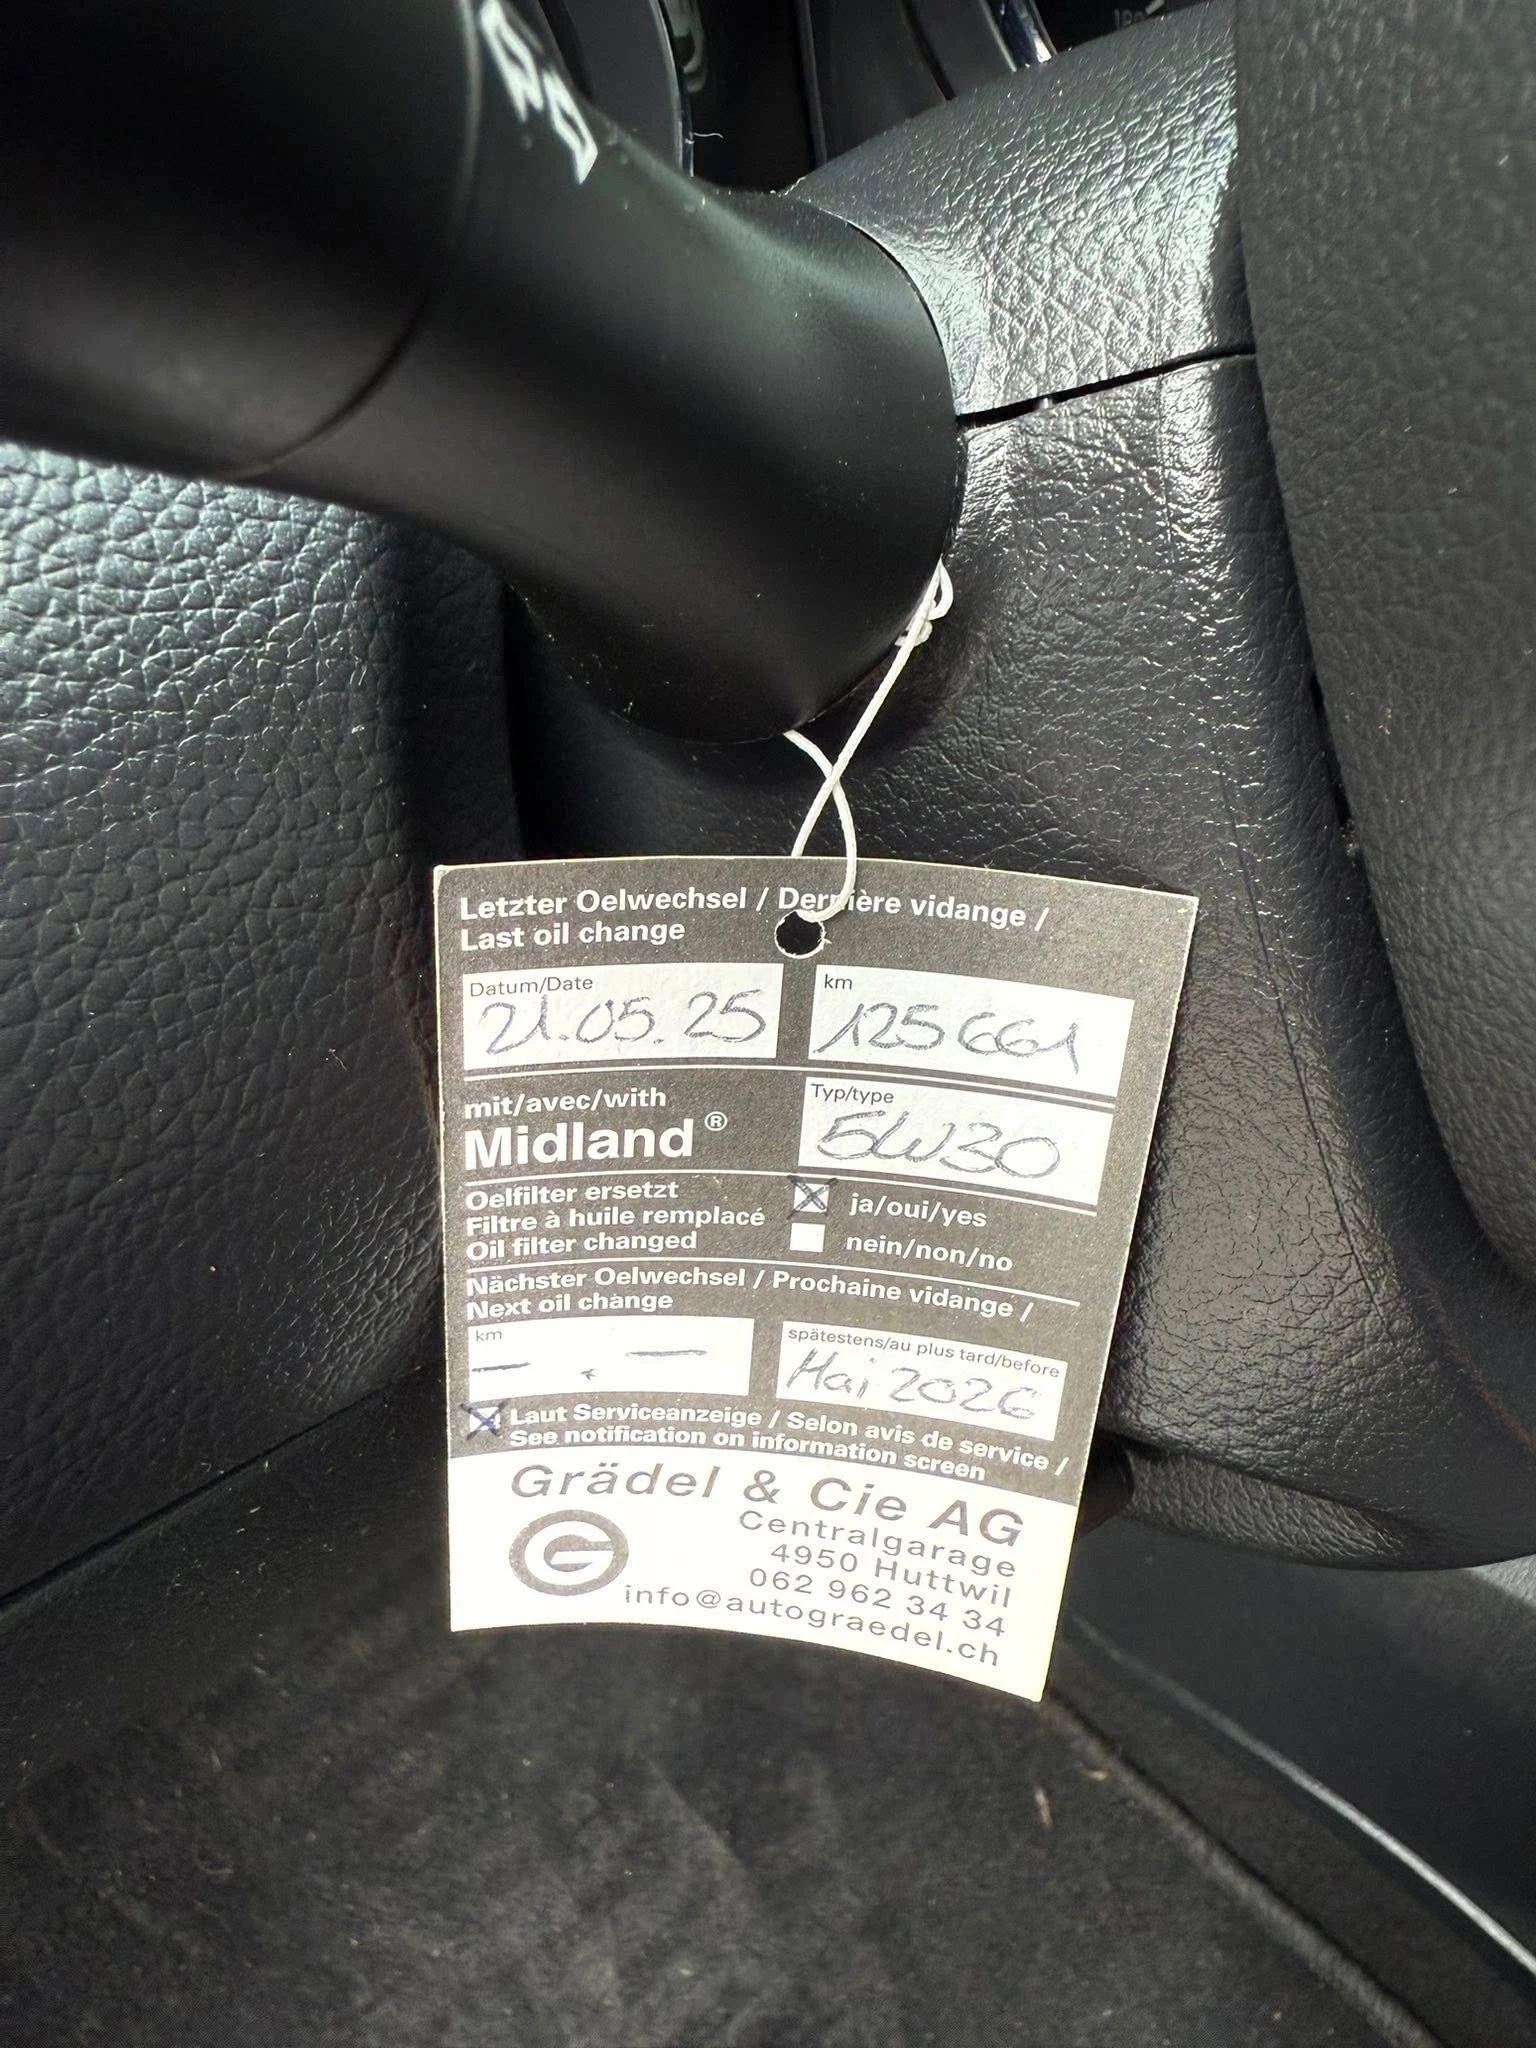 Letzter Oelwechsel / Dernière vidange /
Last oil change
Datum/Date
21.05.25
km
125661
mit/avec/with
Midland®
Typ/type
5W30
Oelfilter ersetzt
Filtre à huile remplacé
Oil filter changed
ja/oui/yes
nein/non/no
Nächster Oelwechsel / Prochaine vidange /
Next oil change
km
— . —
spätestens/au plus tard/before
Mai 2026
Laut Serviceanzeige / Selon avis de service /
See notification on information screen
Grädel & Cie AG
Centralgarage
4950 Huttwil
062 962 34 34
info@autograedel.ch